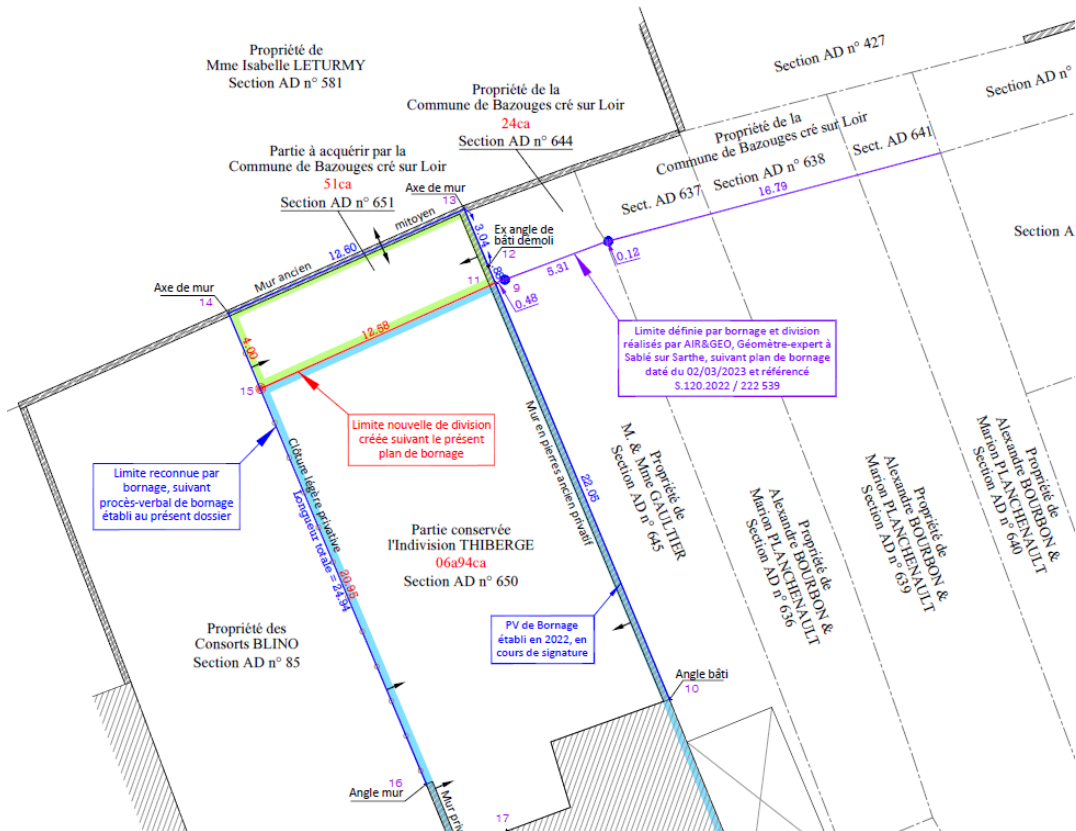 Propriété de
Mme Isabelle LETURMY
Section AD n° 581
Propriété de la
Commune de Bazouges cré sur Loir
24ca
Section AD n° 644
Partie à acquérir par la
Commune de Bazouges cré sur Loir
51ca
Section AD n° 651
Section AD n° 427
Section AD n°
Propriété de la
Commune de Bazouges cré sur Loir
Sect. AD 637
Section AD n° 638
Sect. AD 641
16.79
Section A
Axe de mur
13
mitoyen
12.60
Mur ancien
Axe de mur
14
3.04
Ex angle de
bâti démoli
12
.88
11
9
0.48
5.31
0.12
12.58
4.00
15
Limite définie par bornage et division
réalisés par AIR&GEO, Géomètre-expert à
Sablé sur Sarthe, suivant plan de bornage
daté du 02/03/2023 et référencé
S.120.2022 / 222 539
Limite nouvelle de division
créée suivant le présent
plan de bornage
Limite reconnue par
bornage, suivant
procès-verbal de bornage
établi au présent dossier
Clôture légère privative
Longueur totale = 24.94
20.95
Mur en pierres ancien privatif
22.06
Partie conservée
l'Indivision THIBERGE
06a94ca
Section AD n° 650
Propriété de
M. & Mme GAULTIER
Section AD n° 645
Propriété de
Alexandre BOURBON &
Marion PLANCHENAULT
Section AD n° 636
Propriété de
Alexandre BOURBON &
Marion PLANCHENAULT
Section AD n° 639
Propriété de
Alexandre BOURBON &
Marion PLANCHENAULT
Section AD n° 640
Propriété des
Consorts BLINO
Section AD n° 85
PV de Bornage
établi en 2022, en
cours de signature
Angle bâti
10
16
Angle mur
Mur priv
17